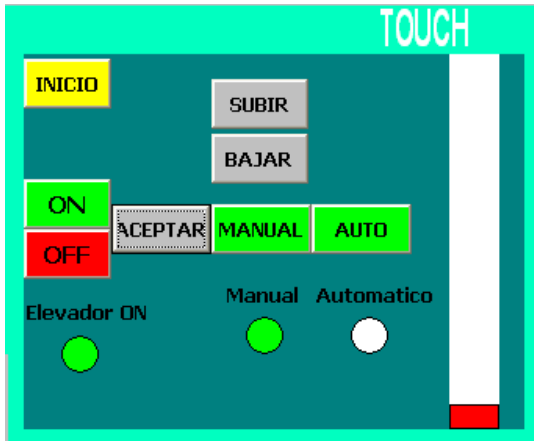 TOUCH
INICIO
SUBIR
BAJAR
ON
ACEPTAR MANUAL AUTO
OFF
Manual Automatico
Elevador ON